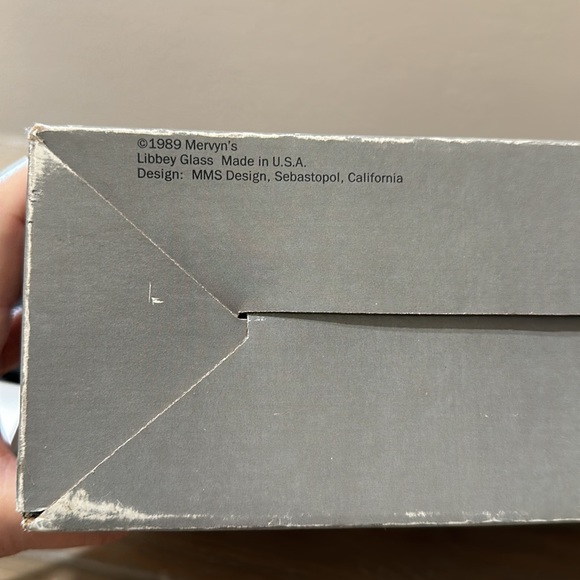 ©1989 Mervyn's
Libbey Glass Made in U.S.A.
Design: MMS Design, Sebastopol, California